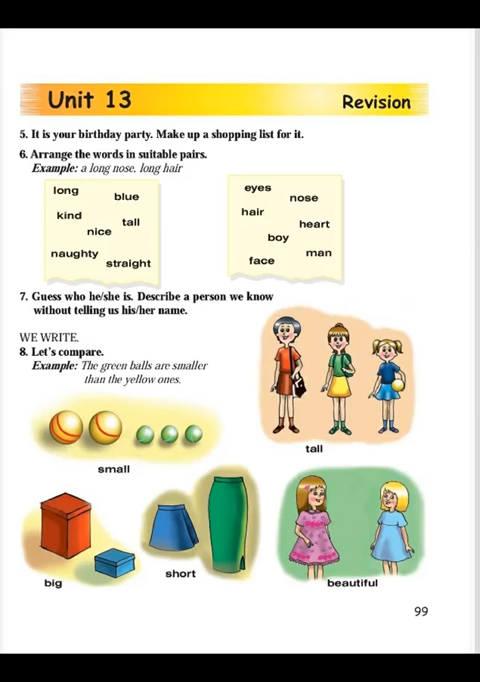 Unit 13
Revision
5. It is your birthday party. Make up a shopping list for it.
6. Arrange the words in suitable pairs.
Example: a long nose, long hair
long
blue
kind
tall
nice
naughty
straight
eyes
nose
hair
heart
boy
man
face
7. Guess who he/she is. Describe a person we know
without telling us his/her name.
WE WRITE.
8. Let's compare.
Example: The green balls are smaller
than the yellow ones.
small
tall
big
short
beautiful
99